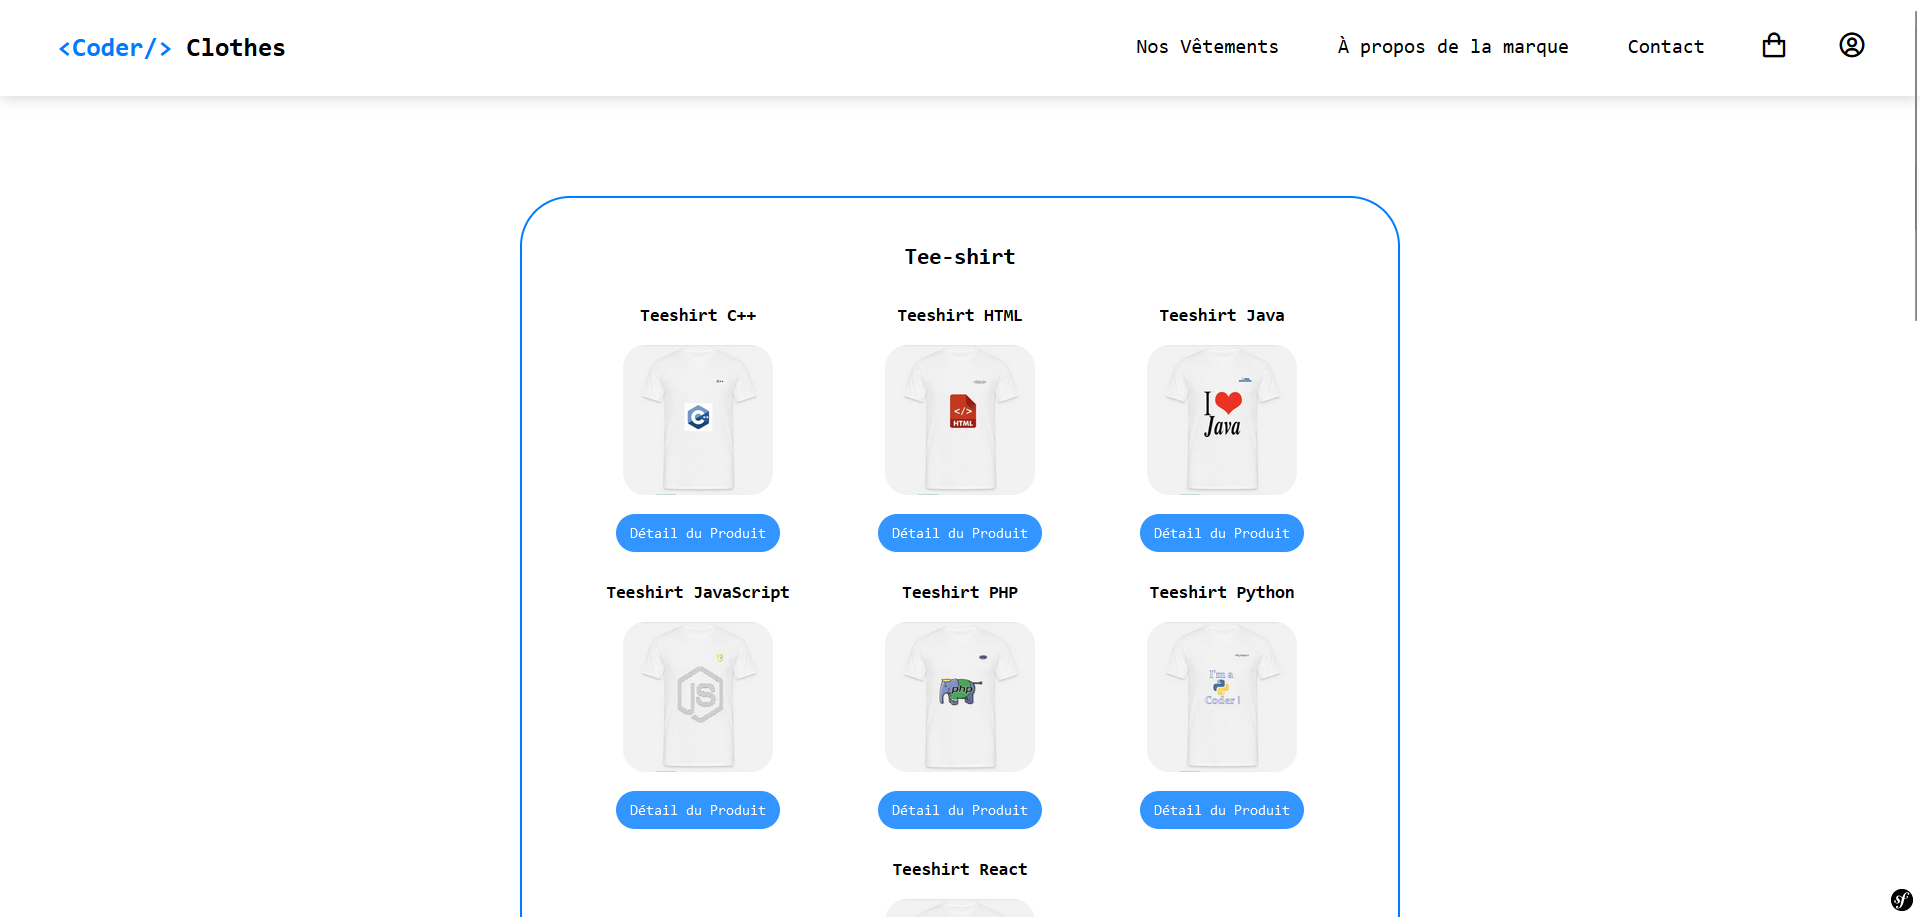 <Coder/> Clothes
Nos Vêtements
À propos de la marque
Contact
Tee-shirt
Teeshirt C++
Teeshirt HTML
Teeshirt Java
C++
</>
HTML
I ❤
Java
Détail du Produit
Détail du Produit
Détail du Produit
Teeshirt JavaScript
Teeshirt PHP
Teeshirt Python
JS
php
I'm a
Coder !
Détail du Produit
Détail du Produit
Détail du Produit
Teeshirt React
sf